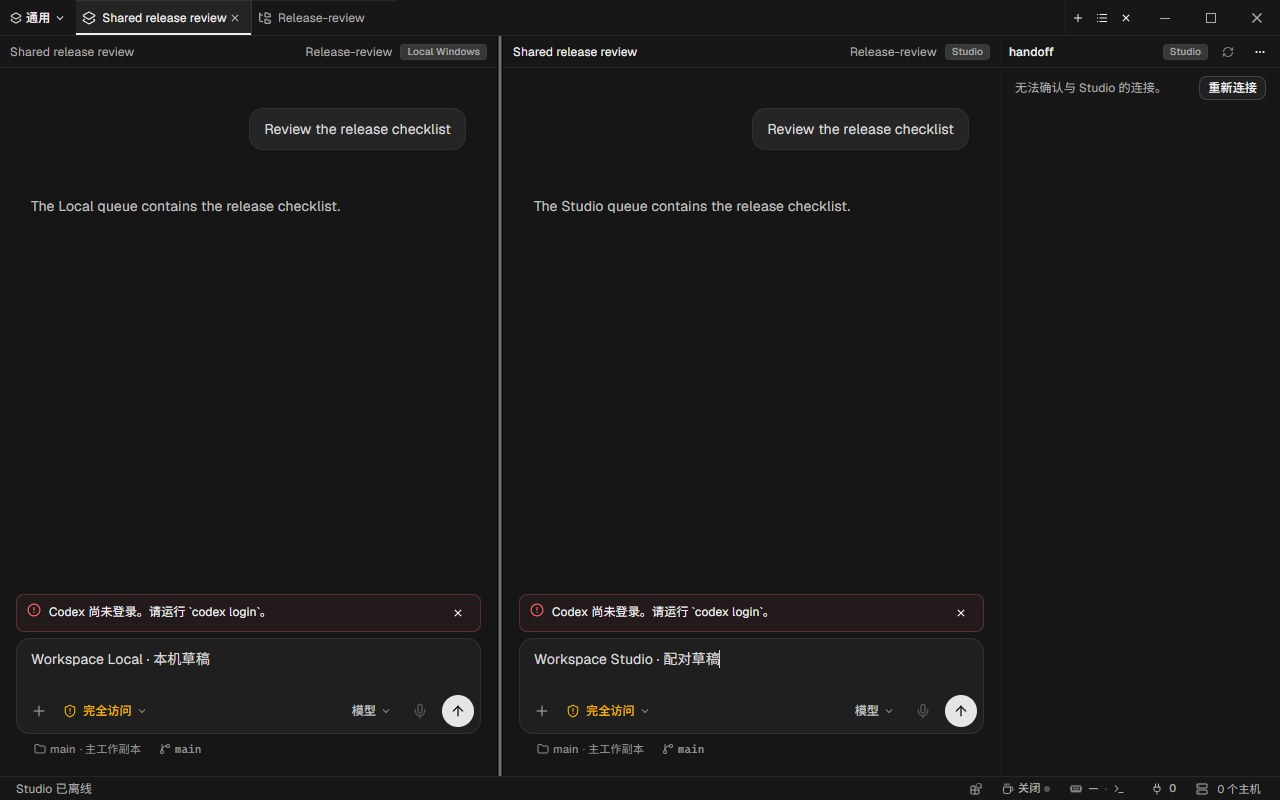 通用
Shared release review
Release-review
Shared release review
Release-review
Local Windows
Shared release review
Release-review
Studio
handoff
Studio
无法确认与 Studio 的连接。
重新连接
Review the release checklist
The Local queue contains the release checklist.
Codex 尚未登录。请运行 `codex login`。
Workspace Local · 本机草稿
完全访问
模型
main · 主工作副本
main
Review the release checklist
The Studio queue contains the release checklist.
Codex 尚未登录。请运行 `codex login`。
Workspace Studio · 配对草稿
完全访问
模型
main · 主工作副本
main
Studio 已离线
关闭
— ·
0
0 个主机